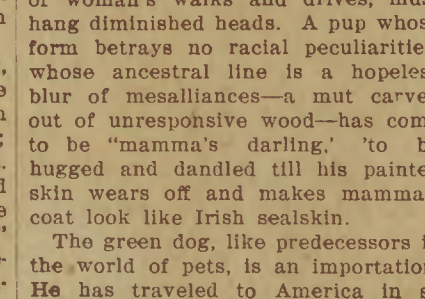 of woman's walks and drives, mus
hang diminished heads. A pup whos
form betrays no racial peculiaritie
whose ancestral line is a hopeles
blur of mesalliances—a mut carve
out of unresponsive wood—has com
to be "mamma's darling,' 'to b
hugged and dandled till his painte
skin wears off and makes mamma
coat look like Irish sealskin.
The green dog, like predecessors i
the world of pets, is an importatio
He has traveled to America in s